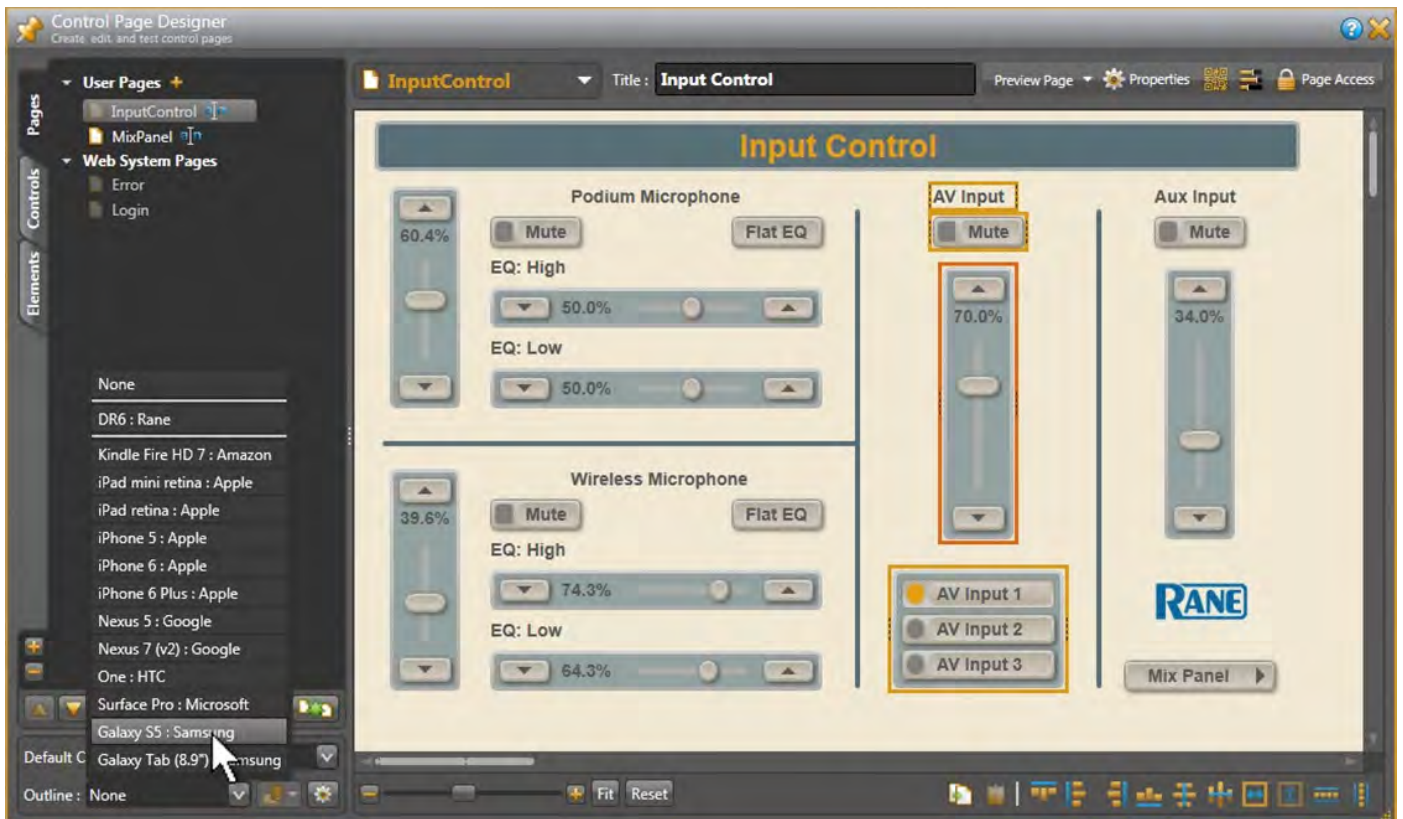 Control Page Designer
Create, edit, and test control pages
Pages
Controls
Elements
User Pages
InputControl
MixPanel
Web System Pages
Error
Login
InputControl
Title : Input Control
Preview Page
Properties
Page Access
Input Control
Podium Microphone
60.4%
Mute
Flat EQ
EQ: High
50.0%
EQ: Low
50.0%
Wireless Microphone
39.6%
Mute
Flat EQ
EQ: High
74.3%
EQ: Low
64.3%
AV Input
Mute
70.0%
AV Input 1
AV Input 2
AV Input 3
Aux Input
Mute
34.0%
RANE
Mix Panel
None
DR6 : Rane
Kindle Fire HD 7 : Amazon
iPad mini retina : Apple
iPad retina : Apple
iPhone 5 : Apple
iPhone 6 : Apple
iPhone 6 Plus : Apple
Nexus 5 : Google
Nexus 7 (v2) : Google
One : HTC
Surface Pro : Microsoft
Galaxy S5 : Samsung
Galaxy Tab (8.9")
Default
Outline : None
Fit
Reset